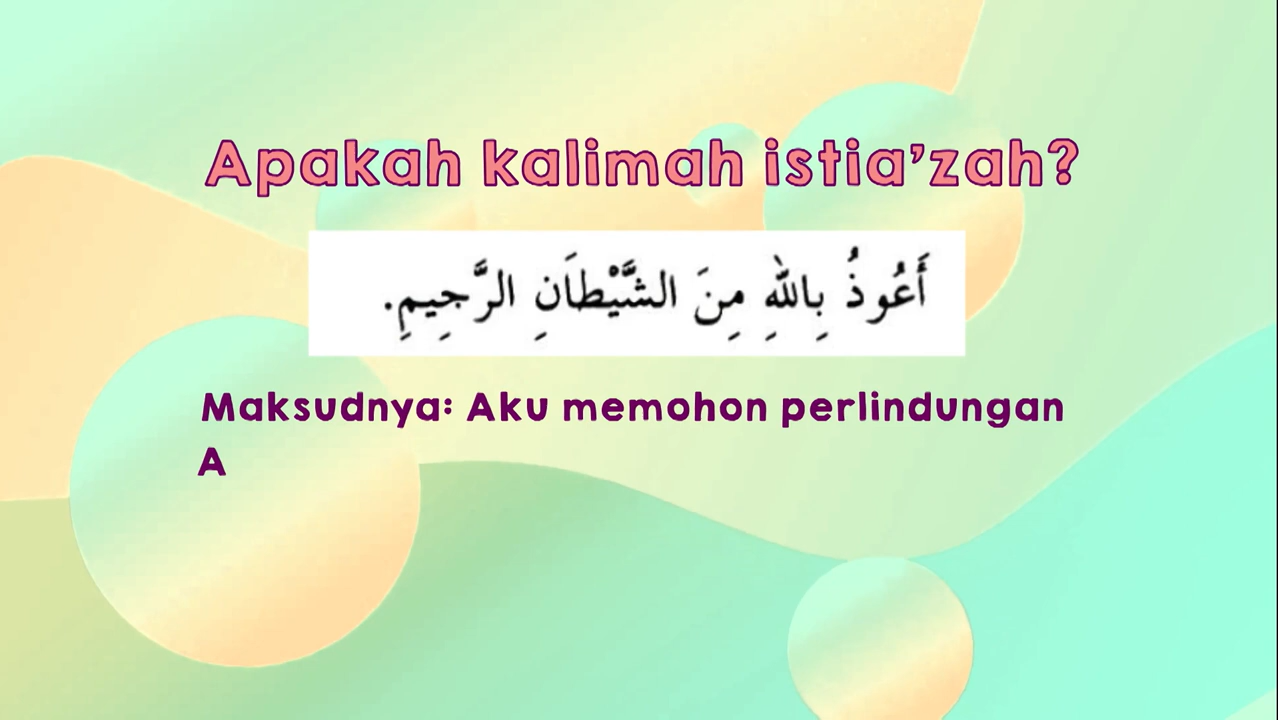 Apakah kalimah istia'zah?
أَعُوذُ بِاللهِ مِنَ الشَّيْطَانِ الرَّجِيمِ.
Maksudnya: Aku memohon perlindungan
A